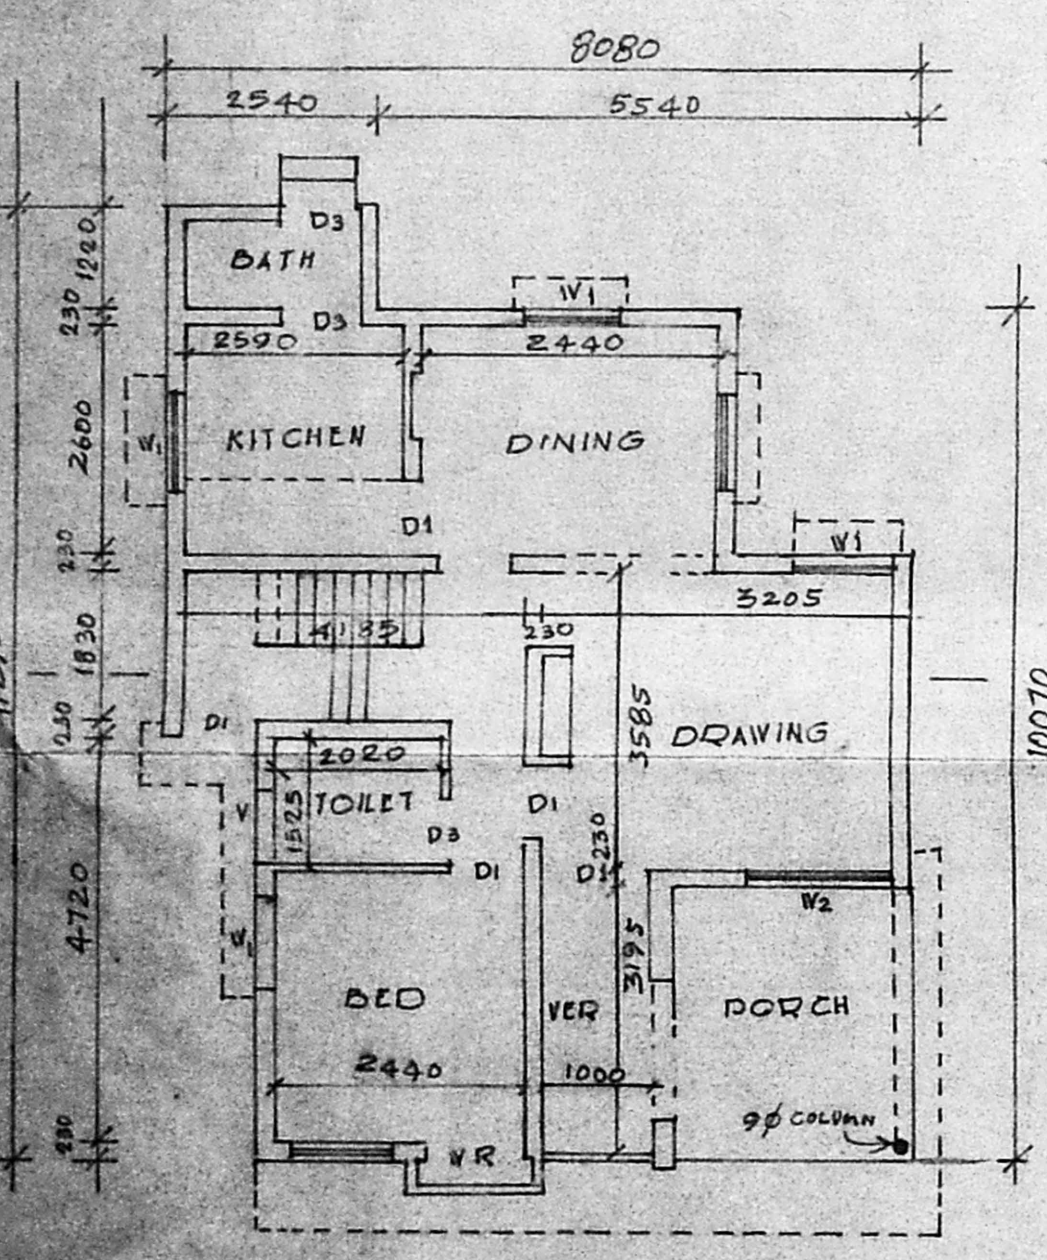 8080
2540
5540
D3
BATH
1220
230
W1
D3
2590
2440
2600
W1
KITCHEN
DINING
D1
230
W1
3205
1830
4135
230
230
D1
3585
DRAWING
2020
V
1525
TOILET
D1
D3
230
D1
4720
W2
W1
3195
BED
VER
PORCH
10070
2440
1000
9φ COLUMN
230
WR